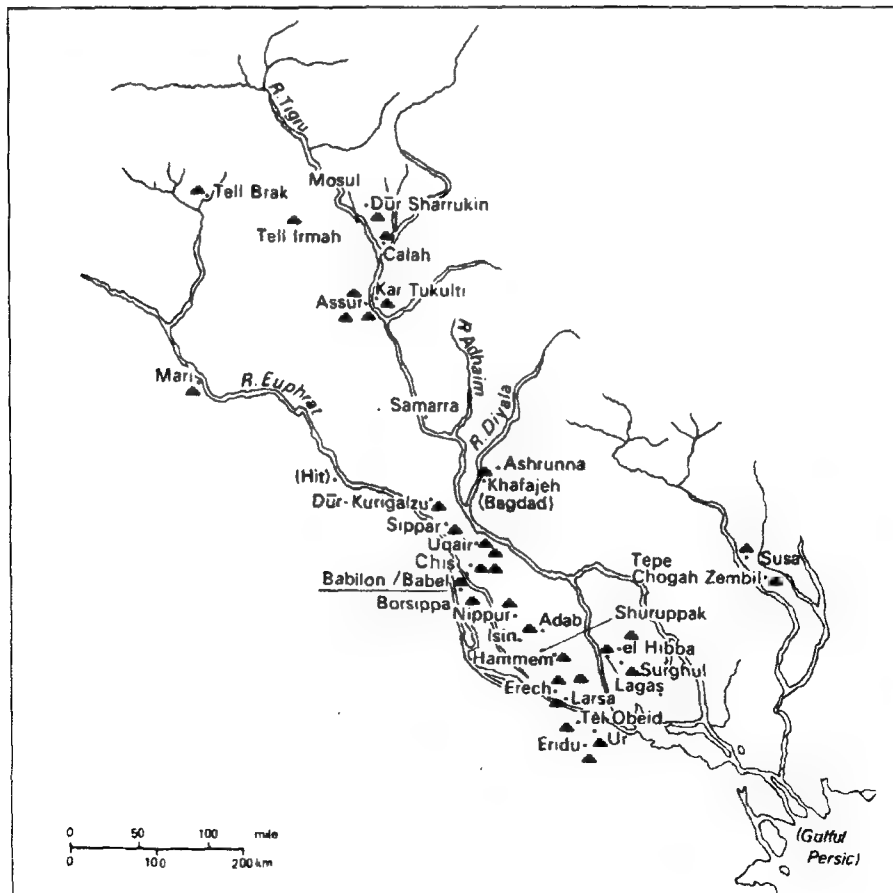 R. Tigru
Mosul
Tell Brak
Dūr Sharrukin
Tell Irmah
Calah
Kar Tukulti
Assur
R Adhaim
Mari
R. Euphrat
R. Diyala
Samarra
Ashrunna
(Hit)
Khafajeh
(Bagdad)
Dūr-Kurigalzu
Sippar
Uqair
Tepe
Susa
Chis
Chogah Zembil
Babilon /Babel
Borsippa
Shuruppak
Nippur
Adab
Isin
el Hibba
Hammem
Surghul
Erech
Lagaș
Larsa
Tel Obeid
Eridu
Ur
0 50 100 mile
0 100 200 km
(Golful
Persic)